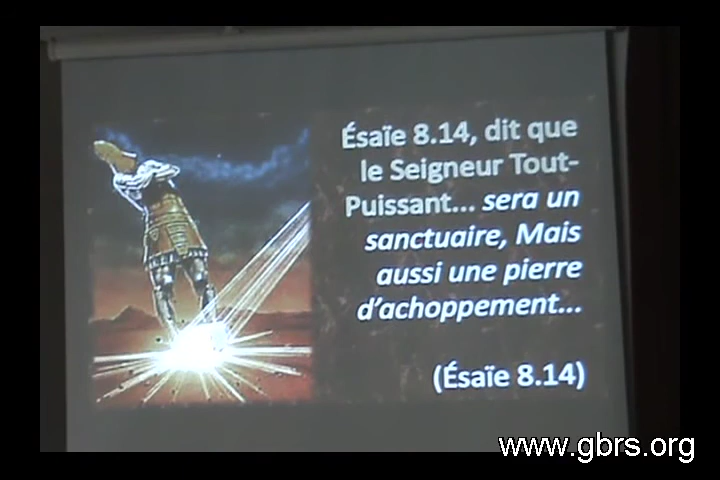 Ésaïe 8.14, dit que
le Seigneur Tout-
Puissant... sera un
sanctuaire, Mais
aussi une pierre
d'achoppement...
(Ésaïe 8.14)
www.gbrs.org